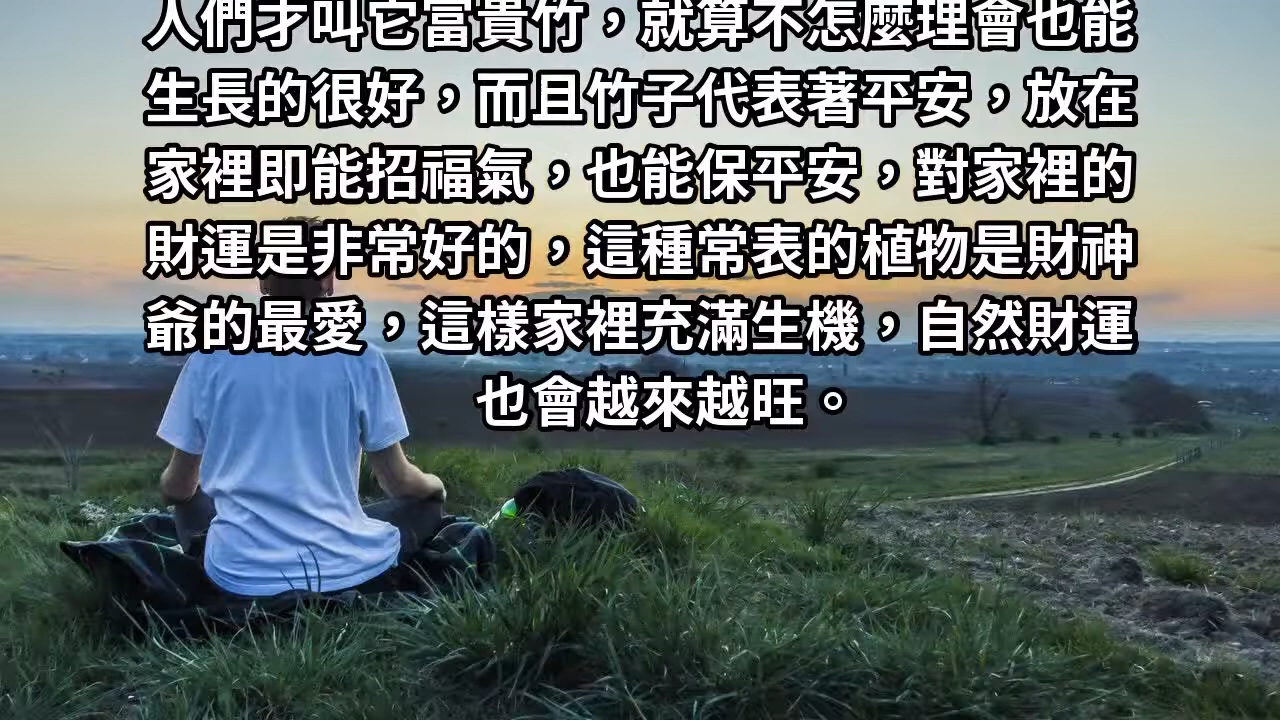 人們才叫它富貴竹，就算不怎麼理會也能
生長的很好，而且竹子代表著平安，放在
家裡即能招福氣，也能保平安，對家裡的
財運是非常好的，這種常表的植物是財神
爺的最愛，這樣家裡充滿生機，自然財運
也會越來越旺。